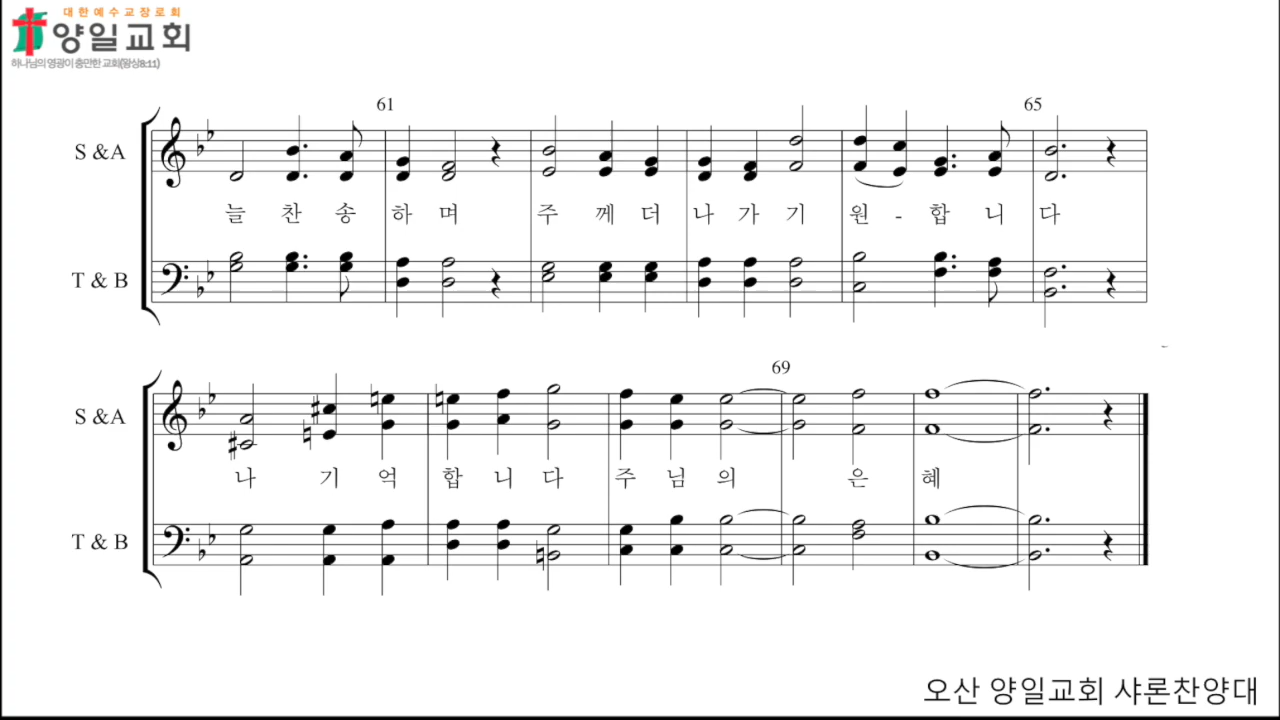 대한예수교장로회
양일교회
하나님의 영광이 충만한 교회(왕상8:11)
61 65
S &A
늘 찬 송 하 며 주 께 더 나 가 기 원 - 합 니 다
T & B
69
S &A
나 기 억 합 니 다 주 님 의 은 혜
T & B
오산 양일교회 샤론찬양대